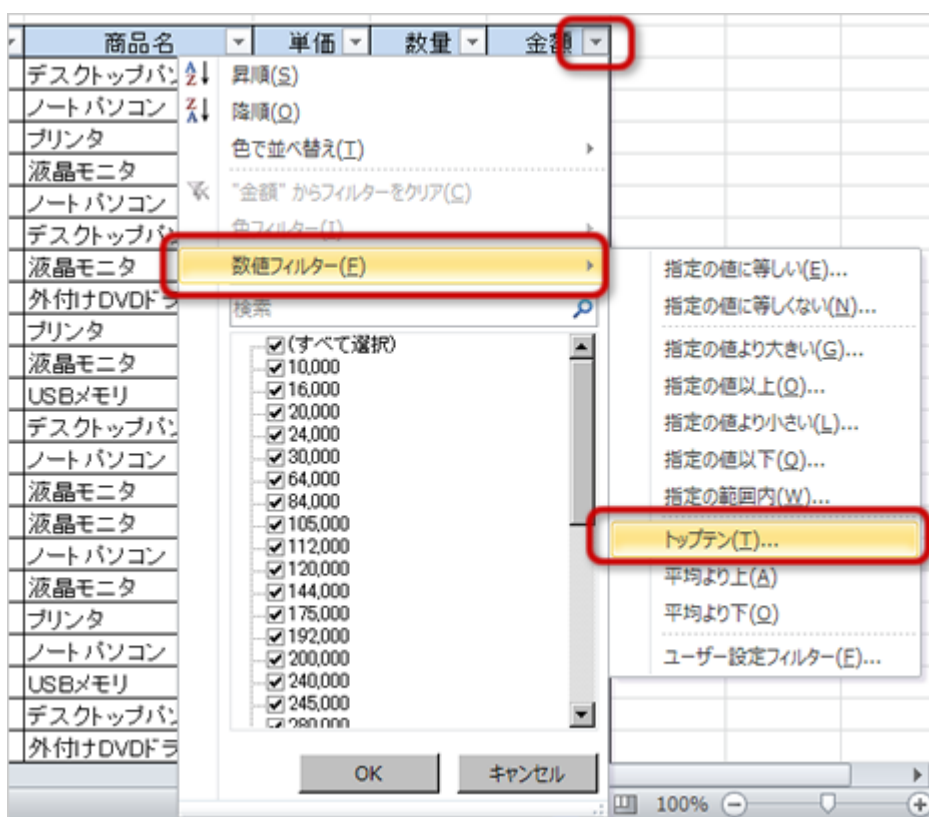 商品名 単価 数量 金額
デスクトップパソ
ノートパソコン
プリンタ
液晶モニタ
ノートパソコン
デスクトップパソ
液晶モニタ
外付けDVDドラ
プリンタ
液晶モニタ
USBメモリ
デスクトップパソ
ノートパソコン
液晶モニタ
液晶モニタ
ノートパソコン
液晶モニタ
プリンタ
ノートパソコン
USBメモリ
デスクトップパソ
外付けDVDドラ
昇順(S)
降順(O)
色で並べ替え(T)
"金額" からフィルターをクリア(C)
色フィルター(I)
数値フィルター(F)
検索
(すべて選択)
10,000
16,000
20,000
24,000
30,000
64,000
84,000
105,000
112,000
120,000
144,000
175,000
192,000
200,000
240,000
245,000
280,000
OK キャンセル
指定の値に等しい(E)...
指定の値に等しくない(N)...
指定の値より大きい(G)...
指定の値以上(O)...
指定の値より小さい(L)...
指定の値以下(Q)...
指定の範囲内(W)...
トップテン(T)...
平均より上(A)
平均より下(O)
ユーザー設定フィルター(F)...
100%